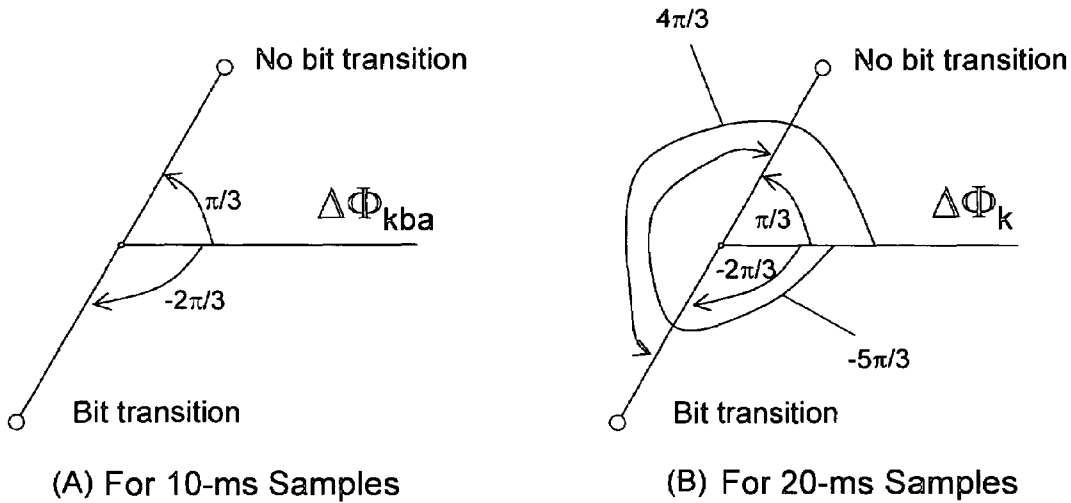 No bit transition
π/3
ΔΦkba
-2π/3
Bit transition
(A) For 10-ms Samples
4π/3
No bit transition
π/3
ΔΦk
-2π/3
-5π/3
Bit transition
(B) For 20-ms Samples